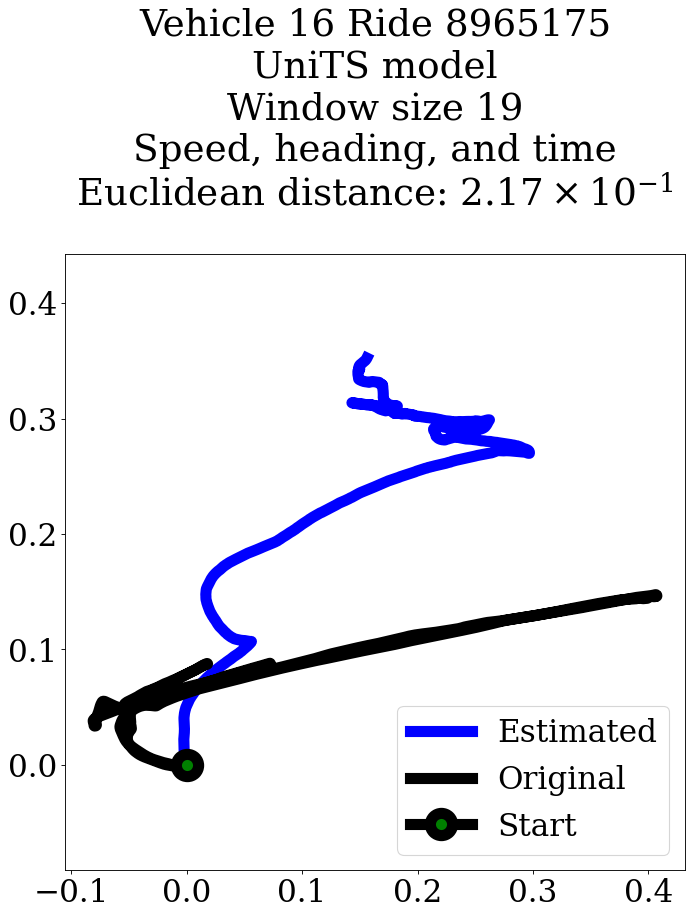 Vehicle 16 Ride 8965175
UniTS model
Window size 19
Speed, heading, and time
Euclidean distance: 2.17 × 10⁻¹
0.4
0.3
0.2
0.1
0.0
−0.1 0.0 0.1 0.2 0.3 0.4
Estimated
Original
Start